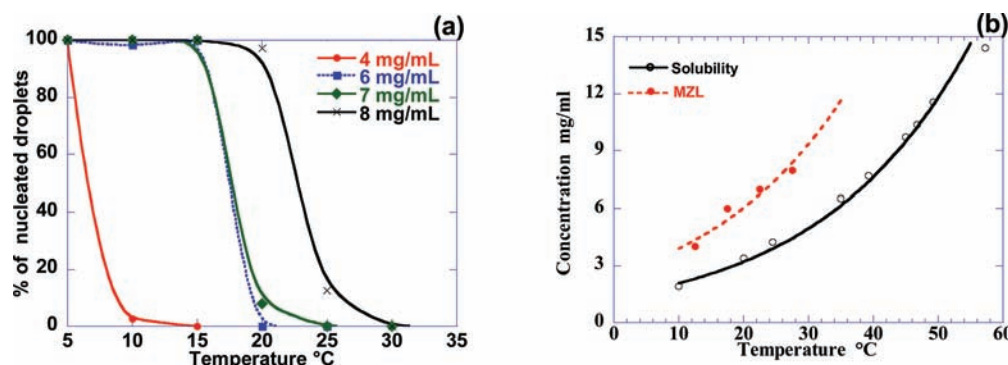 (a)
% of nucleated droplets
100
80
60
40
20
0
4 mg/mL
6 mg/mL
7 mg/mL
8 mg/mL
5 10 15 20 25 30 35
Temperature °C
(b)
Concentration mg/ml
15
12
9
6
3
0
Solubility
MZL
0 10 20 30 40 50 60
Temperature °C